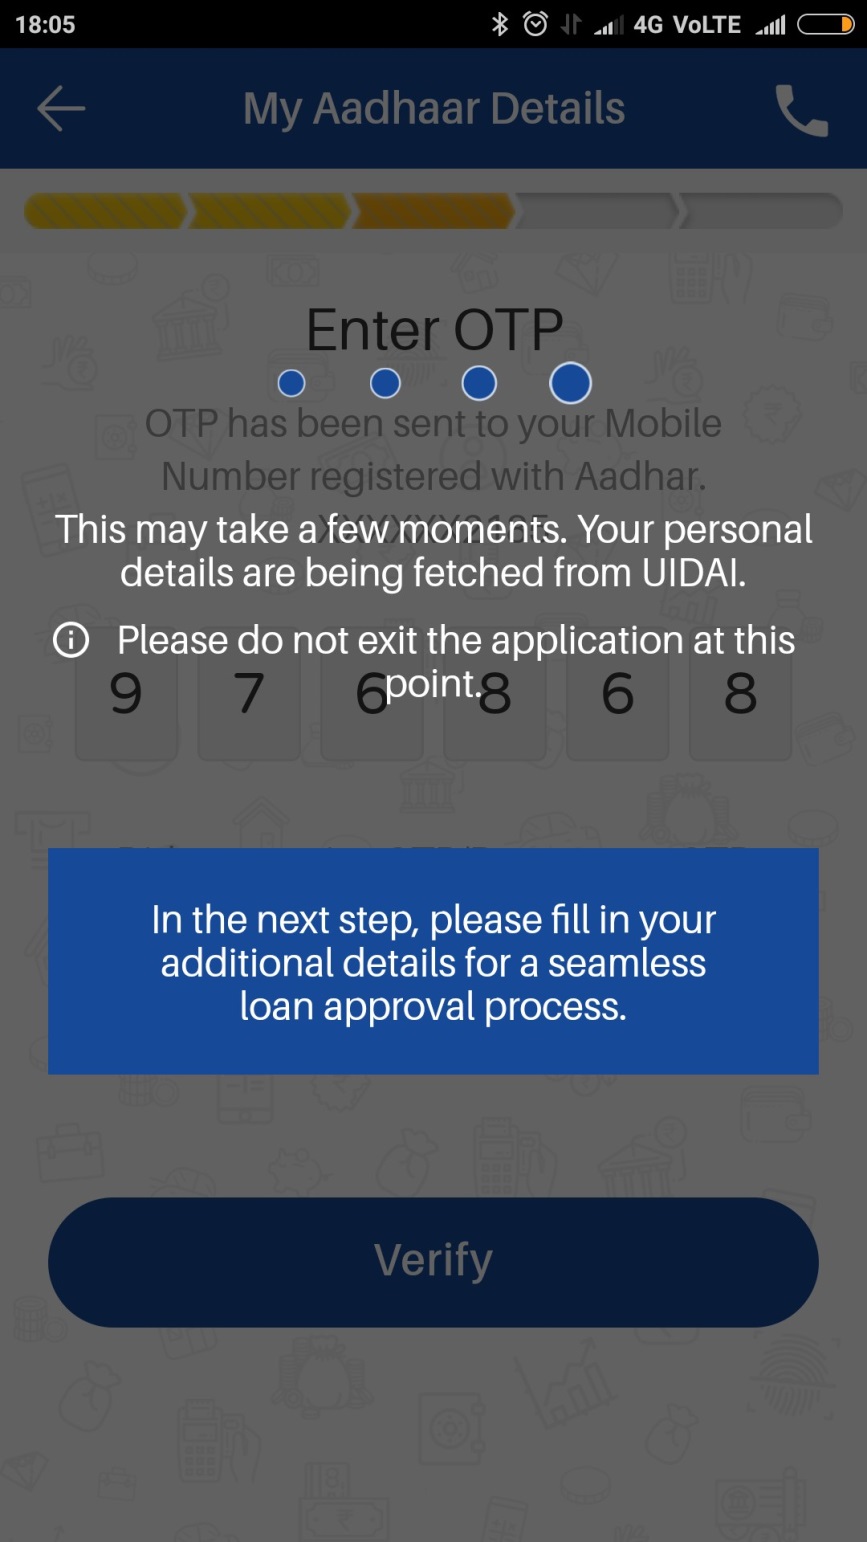 18:05
4G VoLTE
My Aadhaar Details
Enter OTP
OTP has been sent to your Mobile
Number registered with Aadhar.
This may take a few moments. Your personal
details are being fetched from UIDAI.
Please do not exit the application at this
point.
9 7 6 8 6 8
In the next step, please fill in your
additional details for a seamless
loan approval process.
Verify